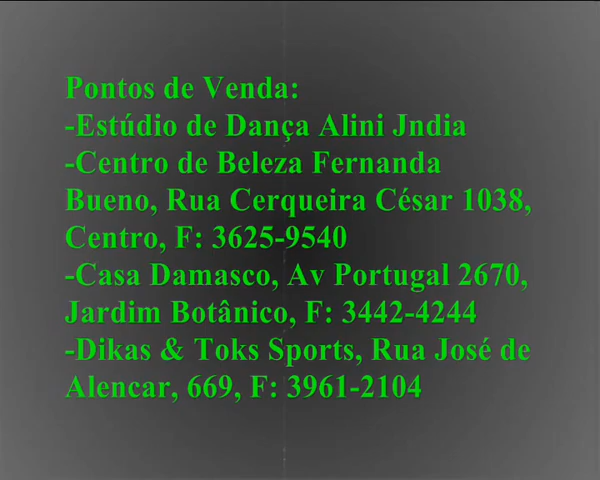 Pontos de Venda:
-Estúdio de Dança Alini Jndia
-Centro de Beleza Fernanda
Bueno, Rua Cerqueira César 1038,
Centro, F: 3625-9540
-Casa Damasco, Av Portugal 2670,
Jardim Botânico, F: 3442-4244
-Dikas & Toks Sports, Rua José de
Alencar, 669, F: 3961-2104